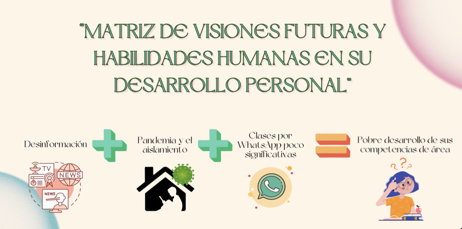 "MATRIZ DE VISIONES FUTURAS Y
HABILIDADES HUMANAS EN SU
DESARROLLO PERSONAL"
Desinformación
Pandemia y el
aislamiento
Clases por
WhatsApp poco
significativas
Pobre desarrollo de sus
competencias de área
TV
NEWS
NEWS